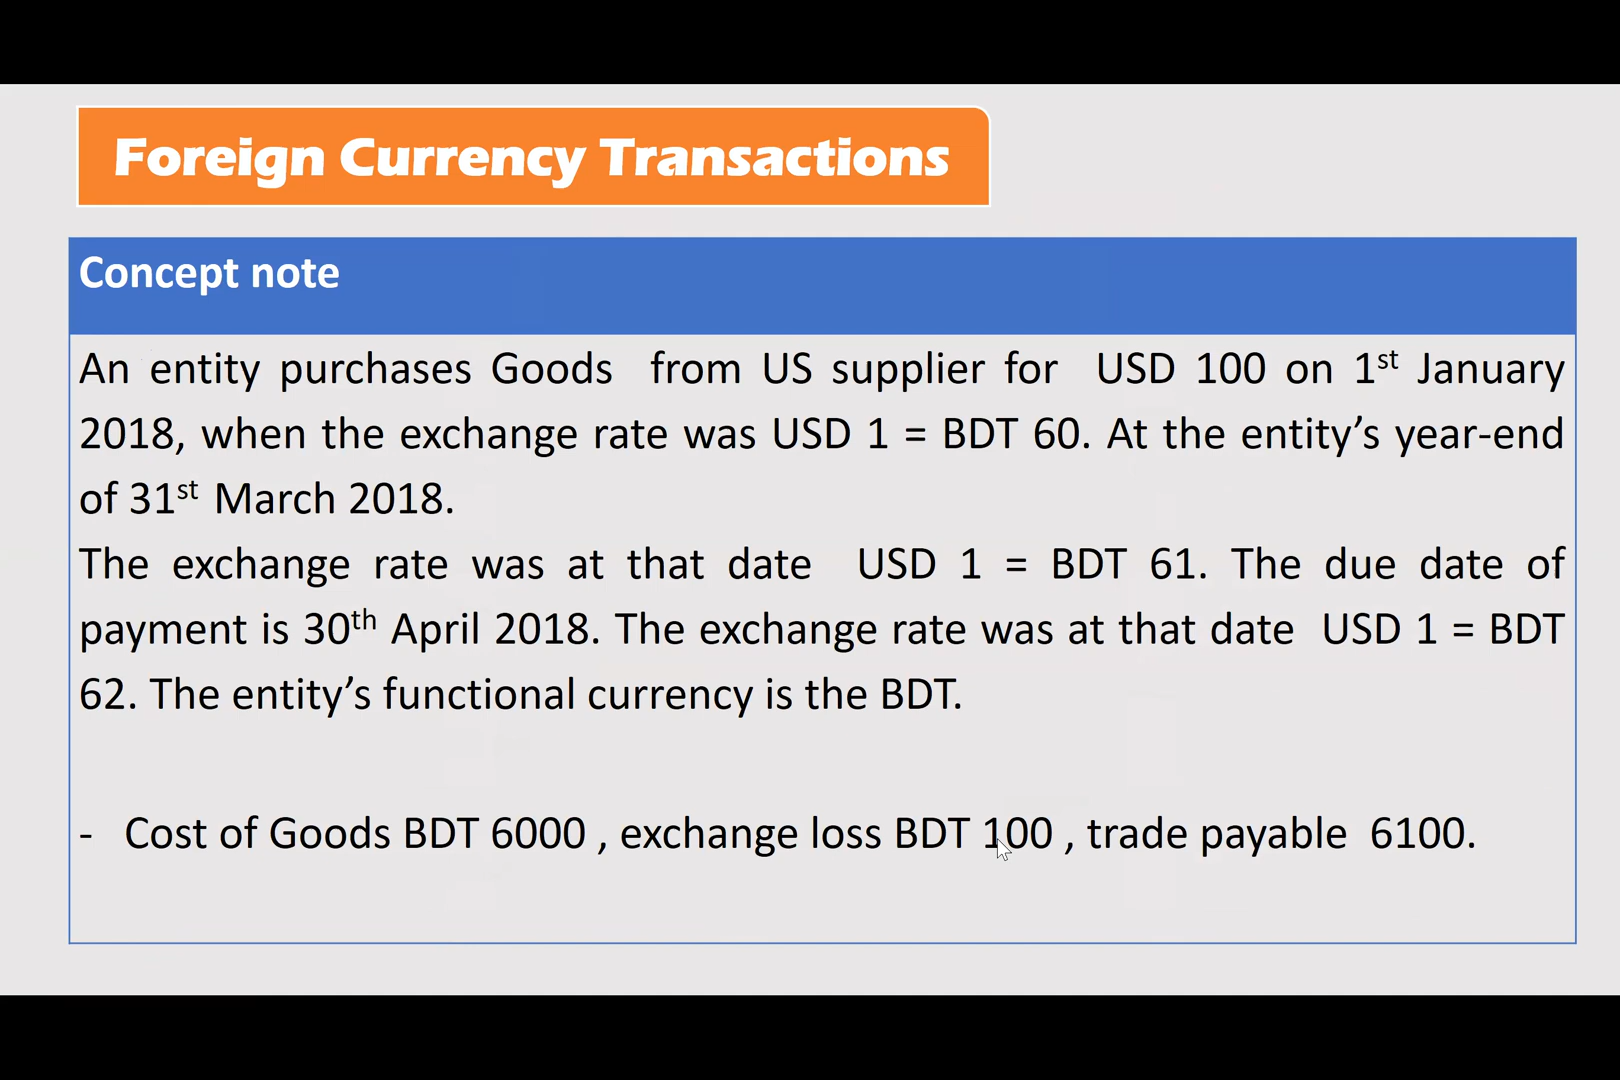 Foreign Currency Transactions
Concept note
An entity purchases Goods from US supplier for USD 100 on 1st January
2018, when the exchange rate was USD 1 = BDT 60. At the entity’s year-end
of 31st March 2018.
The exchange rate was at that date USD 1 = BDT 61. The due date of
payment is 30th April 2018. The exchange rate was at that date USD 1 = BDT
62. The entity’s functional currency is the BDT.
- Cost of Goods BDT 6000 , exchange loss BDT 100 , trade payable 6100.